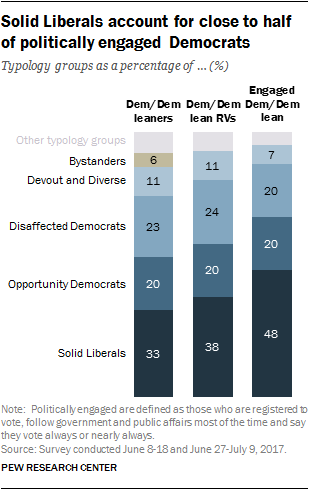 Solid Liberals account for close to half
of politically engaged Democrats
Typology groups as a percentage of ... (%)
Dem/Dem leaners
Dem/Dem lean RVs
Engaged Dem/Dem lean
Other typology groups
Bystanders 6
Devout and Diverse 11 11 7
Disaffected Democrats 23 24 20
Opportunity Democrats 20 20 20
Solid Liberals 33 38 48
Note: Politically engaged are defined as those who are registered to
vote, follow government and public affairs most of the time and say
they vote always or nearly always.
Source: Survey conducted June 8-18 and June 27-July 9, 2017.
PEW RESEARCH CENTER